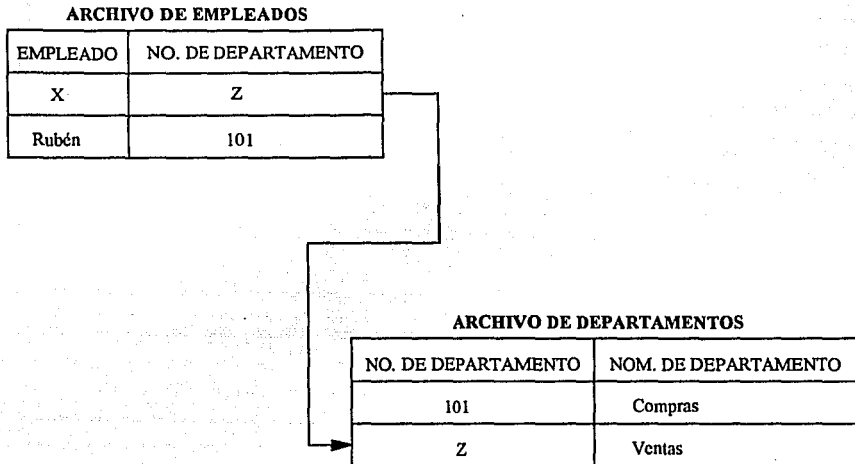 ARCHIVO DE EMPLEADOS
EMPLEADO NO. DE DEPARTAMENTO
X Z
Rubén 101
ARCHIVO DE DEPARTAMENTOS
NO. DE DEPARTAMENTO NOM. DE DEPARTAMENTO
101 Compras
Z Ventas